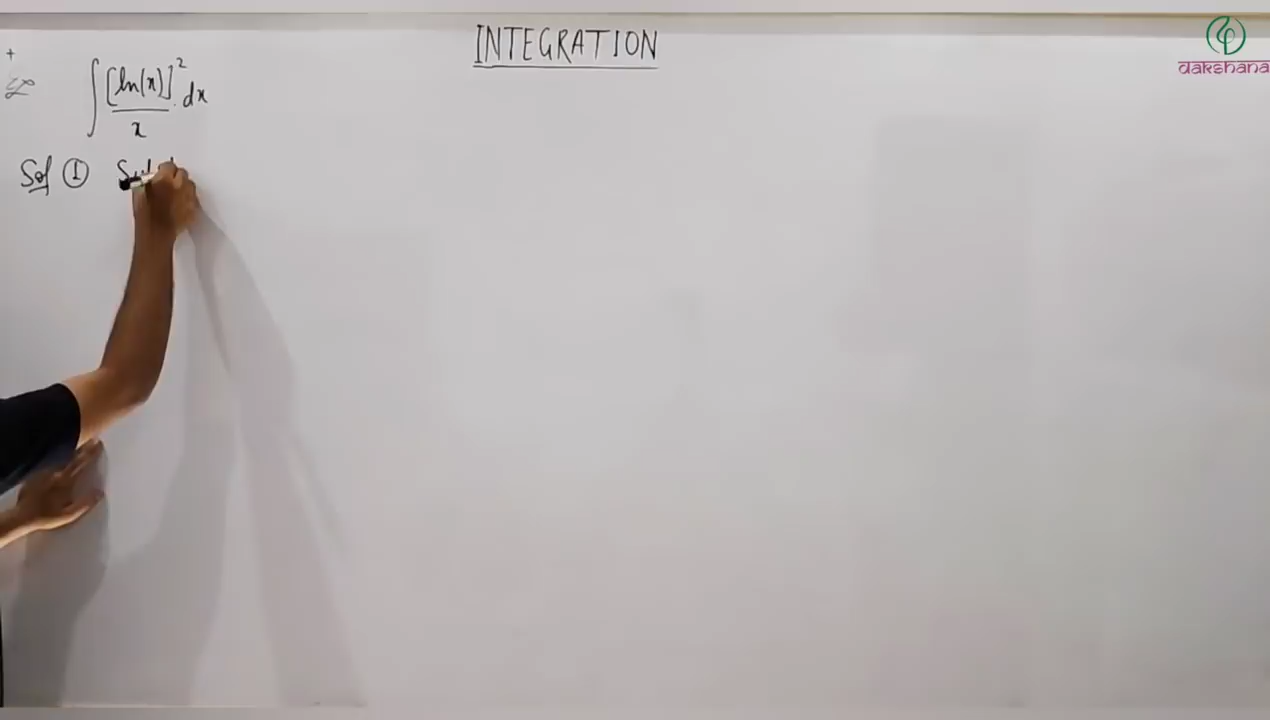 INTEGRATION
dakshana
∫ [ln(x)]² / x . dx
Sol ①